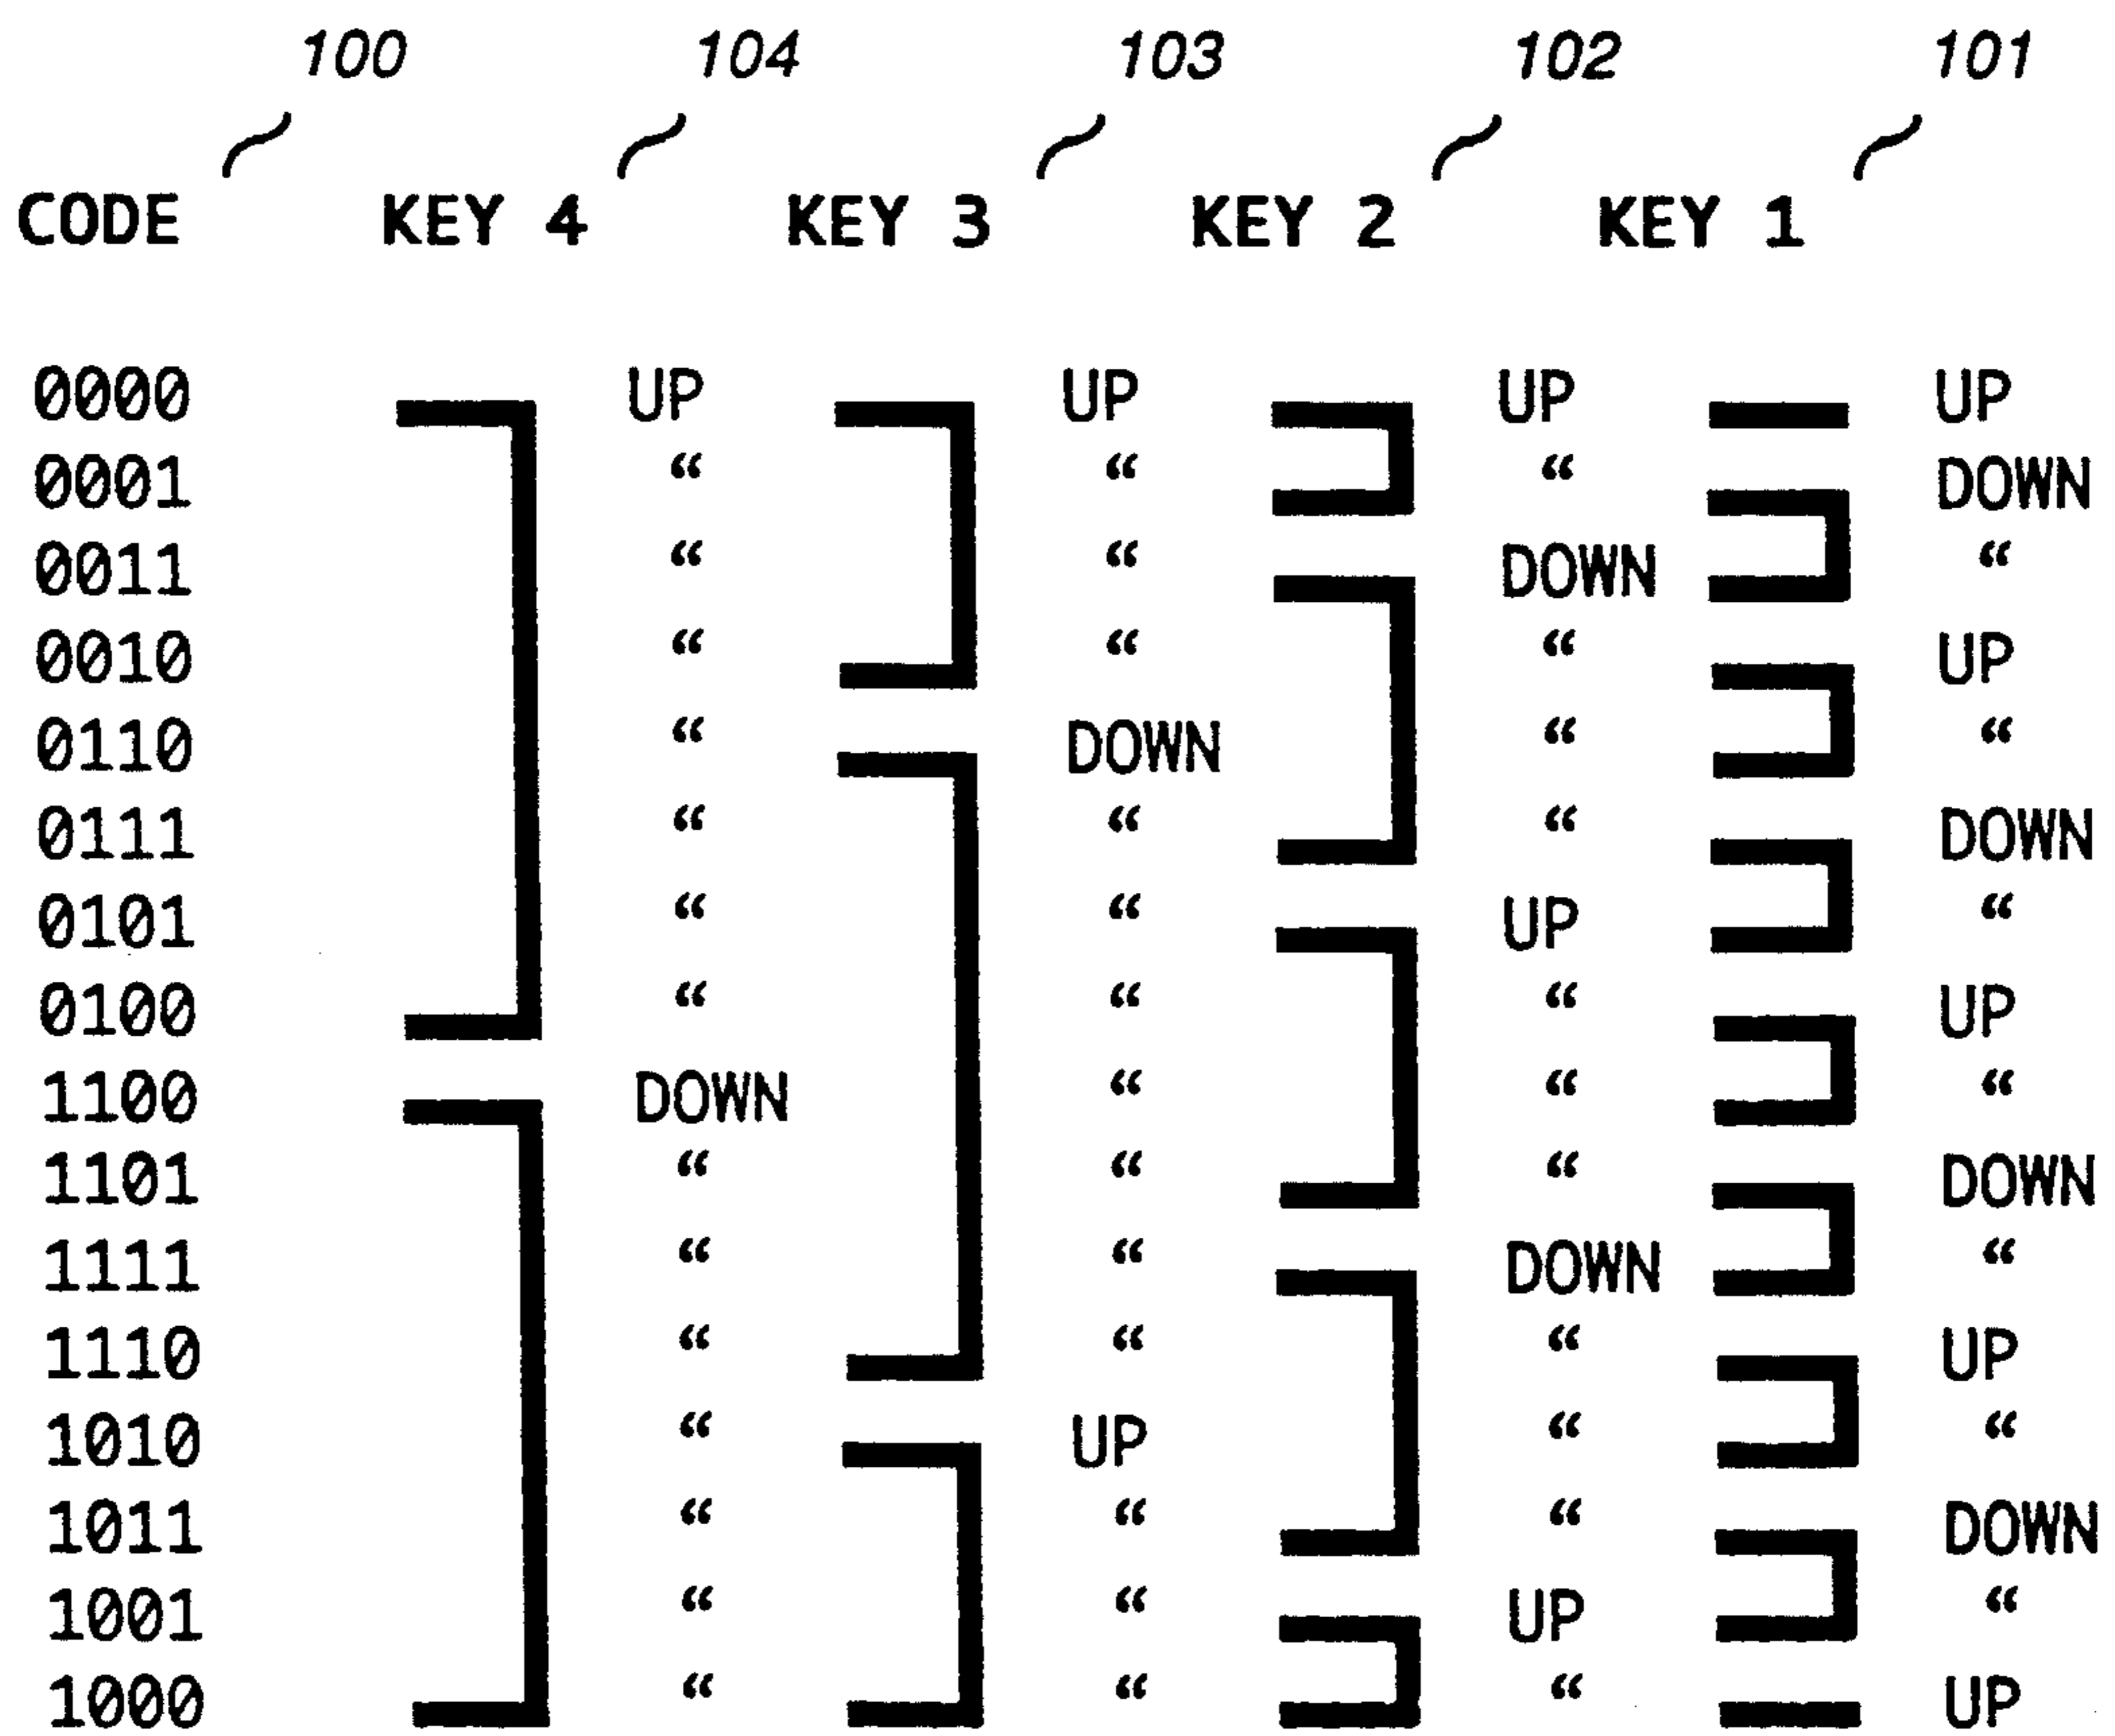 100 104 103 102 101
CODE KEY 4 KEY 3 KEY 2 KEY 1
0000 UP UP UP UP
0001 “ “ “ DOWN
0011 “ “ DOWN “
0010 “ “ “ UP
0110 “ DOWN “ “
0111 “ “ “ DOWN
0101 “ “ UP “
0100 “ “ “ UP
1100 DOWN “ “ “
1101 “ “ “ DOWN
1111 “ “ DOWN “
1110 “ “ “ UP
1010 “ UP “ “
1011 “ “ “ DOWN
1001 “ “ UP “
1000 “ “ “ UP